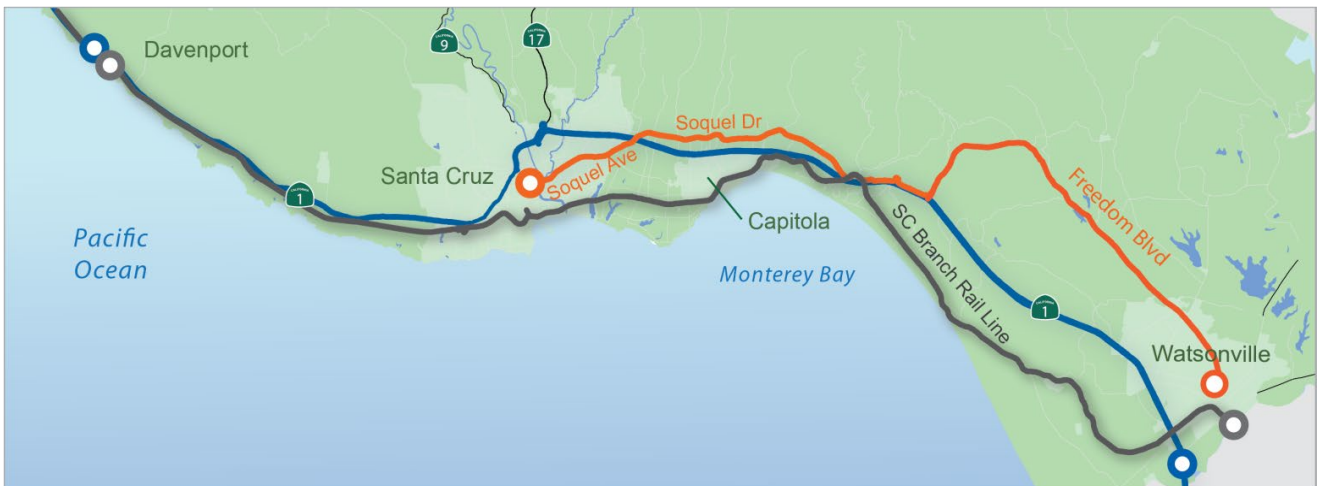 Davenport
9
17
Soquel Dr
Soquel Ave
Santa Cruz
1
Capitola
Pacific
Ocean
Monterey Bay
SC Branch Rail Line
Freedom Blvd
1
Watsonville